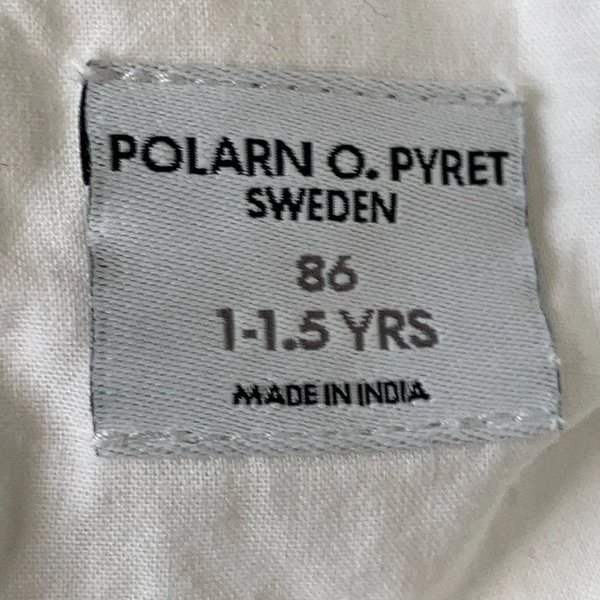 POLARN O. PYRET
SWEDEN
86
1-1.5 YRS
MADE IN INDIA